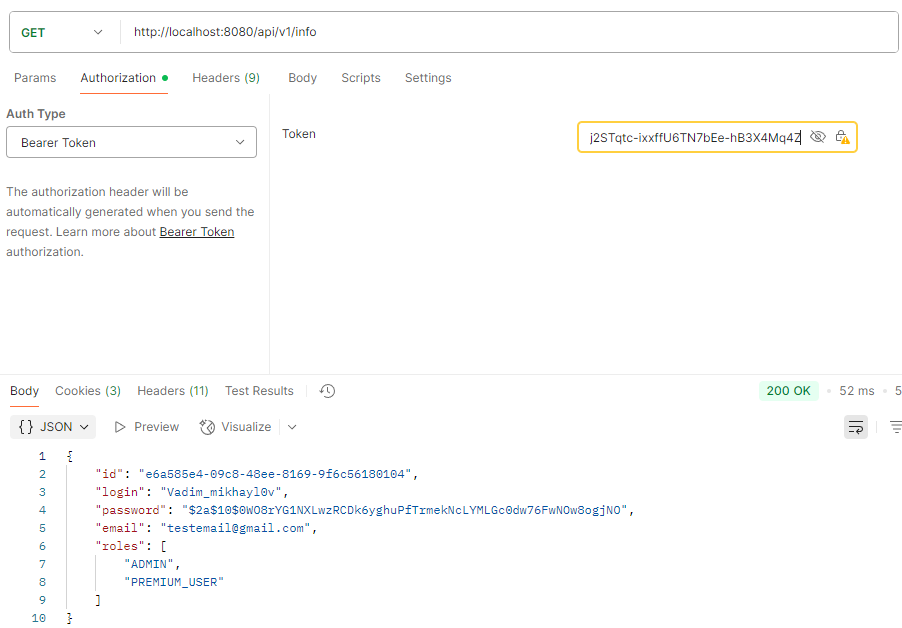 GET http://localhost:8080/api/v1/info
Params Authorization Headers (9) Body Scripts Settings
Auth Type
Bearer Token
Token
j2STqtc-ixxffU6TN7bEe-hB3X4Mq4Z
The authorization header will be
automatically generated when you send the
request. Learn more about Bearer Token
authorization.
Body Cookies (3) Headers (11) Test Results 200 OK 52 ms 5
{} JSON Preview Visualize
1 {
2 "id": "e6a585e4-09c8-48ee-8169-9f6c56180104",
3 "login": "Vadim_mikhayl0v",
4 "password": "$2a$10$0WO8rYG1NXLwzRCDk6yghuPfTrmekNcLYMLGc0dw76FwNOw8ogjNO",
5 "email": "testemail@gmail.com",
6 "roles": [
7 "ADMIN",
8 "PREMIUM_USER"
9 ]
10 }